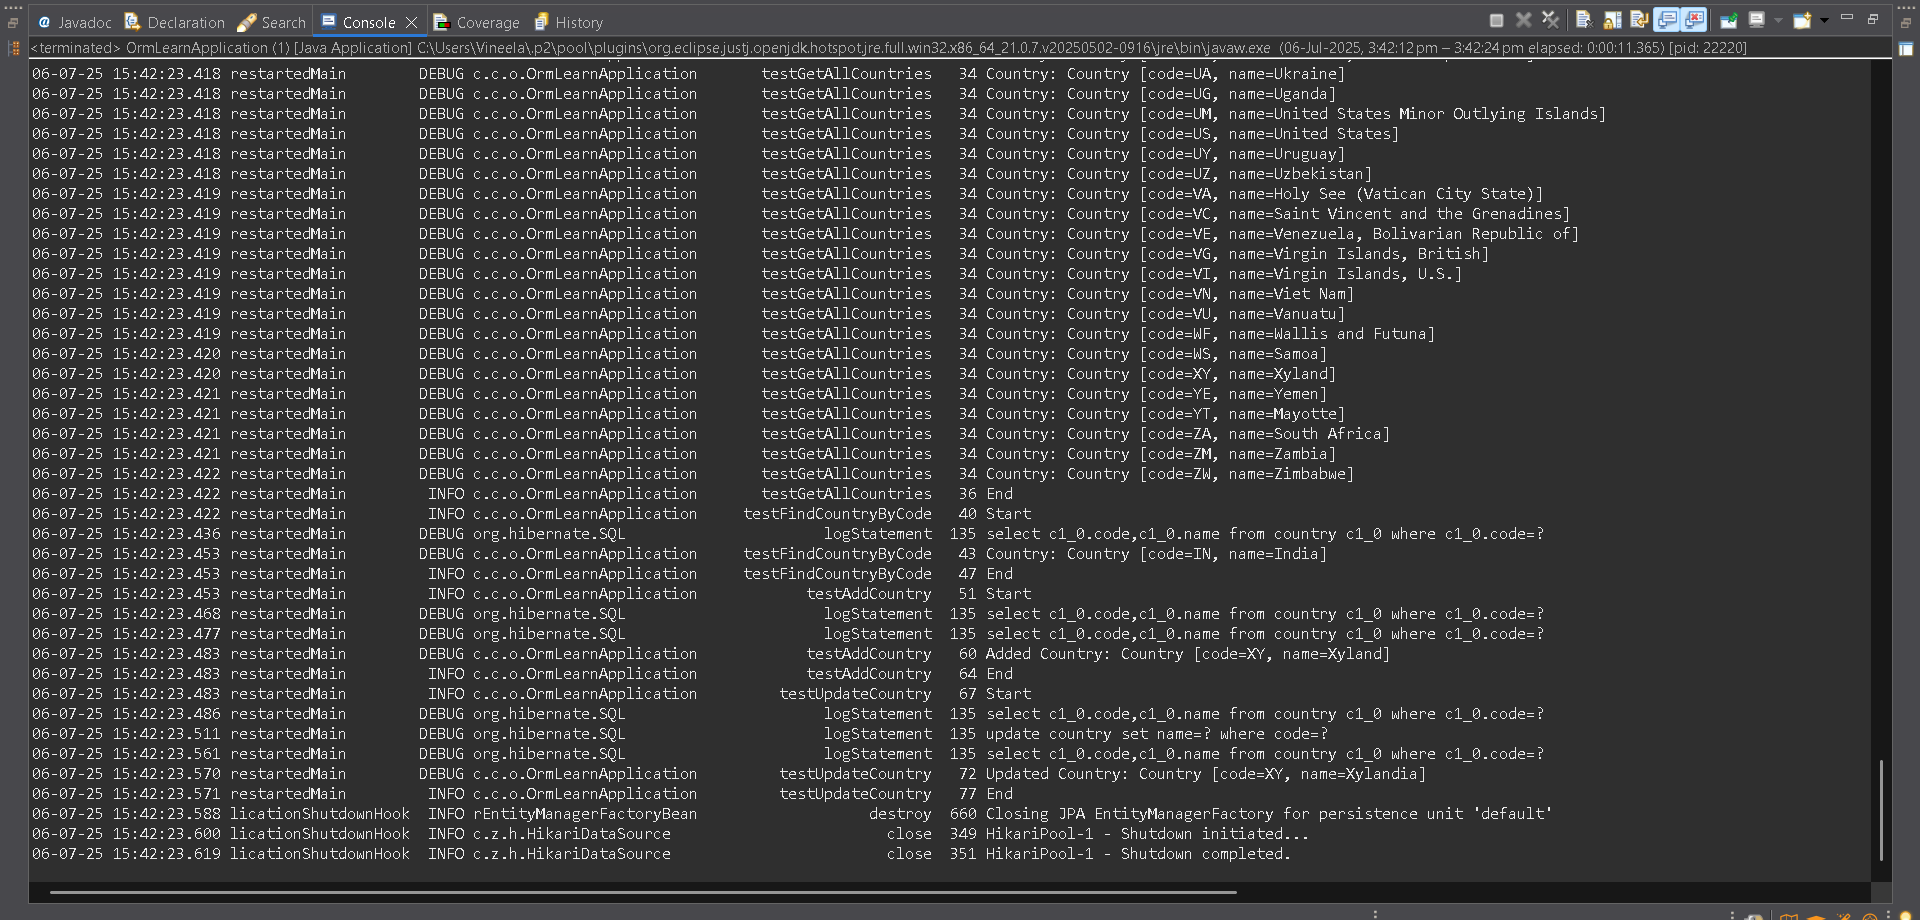 Javadoc Declaration Search Console Coverage History
<terminated> OrmLearnApplication (1) [Java Application] C:\Users\Vineela\.p2\pool\plugins\org.eclipse.justj.openjdk.hotspot.jre.full.win32.x86_64_21.0.7.v20250502-0916\jre\bin\javaw.exe (06-Jul-2025, 3:42:12 pm – 3:42:24 pm elapsed: 0:00:11.365) [pid: 22220]
06-07-25 15:42:23.418 restartedMain DEBUG c.c.o.OrmLearnApplication testGetAllCountries 34 Country: Country [code=UA, name=Ukraine]
06-07-25 15:42:23.418 restartedMain DEBUG c.c.o.OrmLearnApplication testGetAllCountries 34 Country: Country [code=UG, name=Uganda]
06-07-25 15:42:23.418 restartedMain DEBUG c.c.o.OrmLearnApplication testGetAllCountries 34 Country: Country [code=UM, name=United States Minor Outlying Islands]
06-07-25 15:42:23.418 restartedMain DEBUG c.c.o.OrmLearnApplication testGetAllCountries 34 Country: Country [code=US, name=United States]
06-07-25 15:42:23.418 restartedMain DEBUG c.c.o.OrmLearnApplication testGetAllCountries 34 Country: Country [code=UY, name=Uruguay]
06-07-25 15:42:23.418 restartedMain DEBUG c.c.o.OrmLearnApplication testGetAllCountries 34 Country: Country [code=UZ, name=Uzbekistan]
06-07-25 15:42:23.419 restartedMain DEBUG c.c.o.OrmLearnApplication testGetAllCountries 34 Country: Country [code=VA, name=Holy See (Vatican City State)]
06-07-25 15:42:23.419 restartedMain DEBUG c.c.o.OrmLearnApplication testGetAllCountries 34 Country: Country [code=VC, name=Saint Vincent and the Grenadines]
06-07-25 15:42:23.419 restartedMain DEBUG c.c.o.OrmLearnApplication testGetAllCountries 34 Country: Country [code=VE, name=Venezuela, Bolivarian Republic of]
06-07-25 15:42:23.419 restartedMain DEBUG c.c.o.OrmLearnApplication testGetAllCountries 34 Country: Country [code=VG, name=Virgin Islands, British]
06-07-25 15:42:23.419 restartedMain DEBUG c.c.o.OrmLearnApplication testGetAllCountries 34 Country: Country [code=VI, name=Virgin Islands, U.S.]
06-07-25 15:42:23.419 restartedMain DEBUG c.c.o.OrmLearnApplication testGetAllCountries 34 Country: Country [code=VN, name=Viet Nam]
06-07-25 15:42:23.419 restartedMain DEBUG c.c.o.OrmLearnApplication testGetAllCountries 34 Country: Country [code=VU, name=Vanuatu]
06-07-25 15:42:23.419 restartedMain DEBUG c.c.o.OrmLearnApplication testGetAllCountries 34 Country: Country [code=WF, name=Wallis and Futuna]
06-07-25 15:42:23.420 restartedMain DEBUG c.c.o.OrmLearnApplication testGetAllCountries 34 Country: Country [code=WS, name=Samoa]
06-07-25 15:42:23.420 restartedMain DEBUG c.c.o.OrmLearnApplication testGetAllCountries 34 Country: Country [code=XY, name=Xyland]
06-07-25 15:42:23.421 restartedMain DEBUG c.c.o.OrmLearnApplication testGetAllCountries 34 Country: Country [code=YE, name=Yemen]
06-07-25 15:42:23.421 restartedMain DEBUG c.c.o.OrmLearnApplication testGetAllCountries 34 Country: Country [code=YT, name=Mayotte]
06-07-25 15:42:23.421 restartedMain DEBUG c.c.o.OrmLearnApplication testGetAllCountries 34 Country: Country [code=ZA, name=South Africa]
06-07-25 15:42:23.421 restartedMain DEBUG c.c.o.OrmLearnApplication testGetAllCountries 34 Country: Country [code=ZM, name=Zambia]
06-07-25 15:42:23.422 restartedMain DEBUG c.c.o.OrmLearnApplication testGetAllCountries 34 Country: Country [code=ZW, name=Zimbabwe]
06-07-25 15:42:23.422 restartedMain INFO c.c.o.OrmLearnApplication testGetAllCountries 36 End
06-07-25 15:42:23.422 restartedMain INFO c.c.o.OrmLearnApplication testFindCountryByCode 40 Start
06-07-25 15:42:23.436 restartedMain DEBUG org.hibernate.SQL logStatement 135 select c1_0.code,c1_0.name from country c1_0 where c1_0.code=?
06-07-25 15:42:23.453 restartedMain DEBUG c.c.o.OrmLearnApplication testFindCountryByCode 43 Country: Country [code=IN, name=India]
06-07-25 15:42:23.453 restartedMain INFO c.c.o.OrmLearnApplication testFindCountryByCode 47 End
06-07-25 15:42:23.453 restartedMain INFO c.c.o.OrmLearnApplication testAddCountry 51 Start
06-07-25 15:42:23.468 restartedMain DEBUG org.hibernate.SQL logStatement 135 select c1_0.code,c1_0.name from country c1_0 where c1_0.code=?
06-07-25 15:42:23.477 restartedMain DEBUG org.hibernate.SQL logStatement 135 select c1_0.code,c1_0.name from country c1_0 where c1_0.code=?
06-07-25 15:42:23.483 restartedMain DEBUG c.c.o.OrmLearnApplication testAddCountry 60 Added Country: Country [code=XY, name=Xyland]
06-07-25 15:42:23.483 restartedMain INFO c.c.o.OrmLearnApplication testAddCountry 64 End
06-07-25 15:42:23.483 restartedMain INFO c.c.o.OrmLearnApplication testUpdateCountry 67 Start
06-07-25 15:42:23.486 restartedMain DEBUG org.hibernate.SQL logStatement 135 select c1_0.code,c1_0.name from country c1_0 where c1_0.code=?
06-07-25 15:42:23.511 restartedMain DEBUG org.hibernate.SQL logStatement 135 update country set name=? where code=?
06-07-25 15:42:23.561 restartedMain DEBUG org.hibernate.SQL logStatement 135 select c1_0.code,c1_0.name from country c1_0 where c1_0.code=?
06-07-25 15:42:23.570 restartedMain DEBUG c.c.o.OrmLearnApplication testUpdateCountry 72 Updated Country: Country [code=XY, name=Xylandia]
06-07-25 15:42:23.571 restartedMain INFO c.c.o.OrmLearnApplication testUpdateCountry 77 End
06-07-25 15:42:23.588 licationShutdownHook INFO rEntityManagerFactoryBean destroy 660 Closing JPA EntityManagerFactory for persistence unit 'default'
06-07-25 15:42:23.600 licationShutdownHook INFO c.z.h.HikariDataSource close 349 HikariPool-1 - Shutdown initiated...
06-07-25 15:42:23.619 licationShutdownHook INFO c.z.h.HikariDataSource close 351 HikariPool-1 - Shutdown completed.